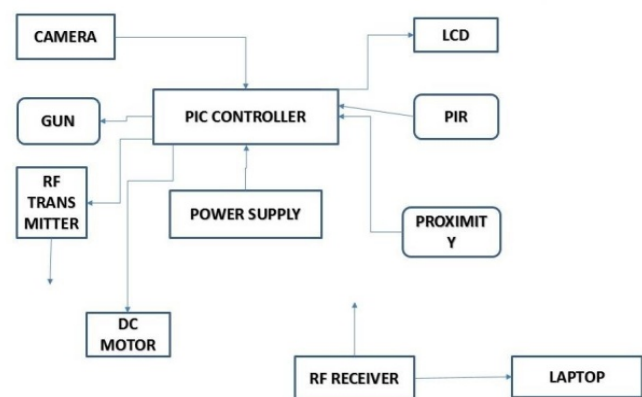 CAMERA
LCD
GUN
PIC CONTROLLER
PIR
RF
TRANS
MITTER
POWER SUPPLY
PROXIMIT
Y
DC
MOTOR
RF RECEIVER
LAPTOP